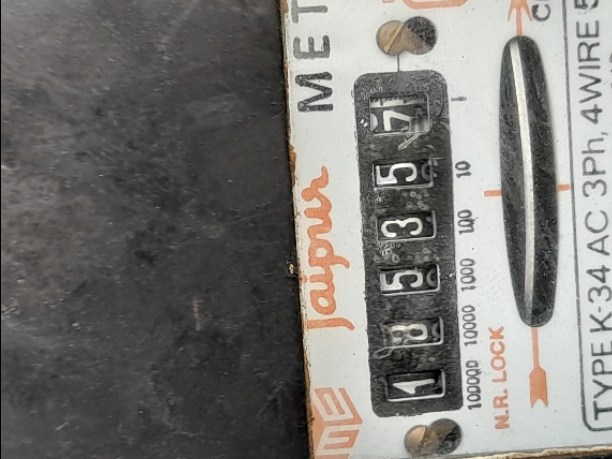 MET
Jaipur
1 8 5 3 5 7
100000 10000 1000 100 10 1
N.R. LOCK
TYPE K-34 AC 3Ph, 4WIRE 5